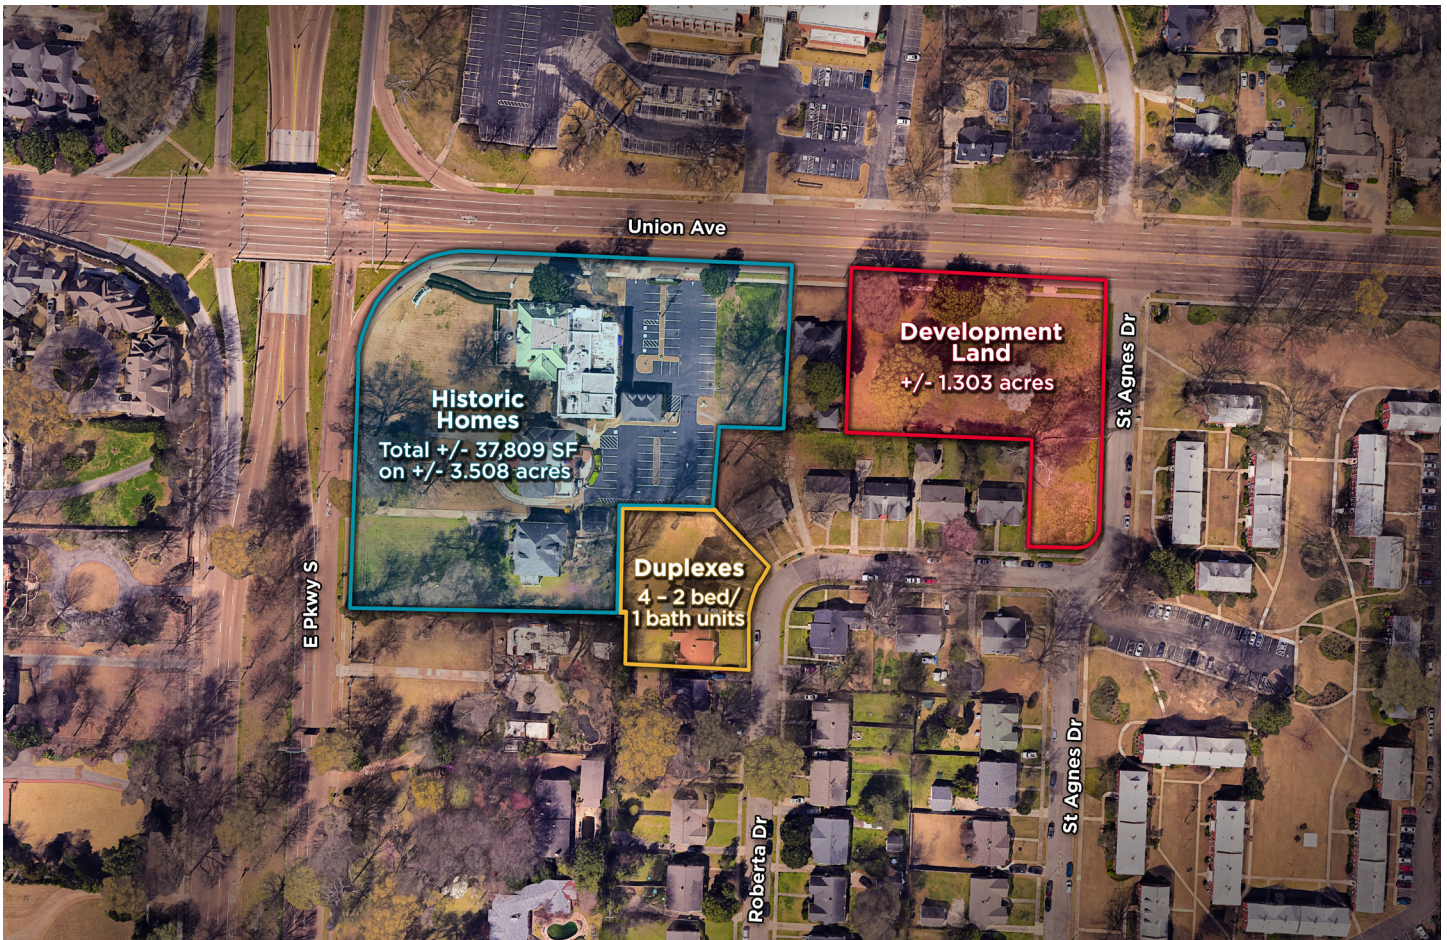 Union Ave
Development
Land
+/- 1.303 acres
St Agnes Dr
Historic
Homes
Total +/- 37,809 SF
on +/- 3.508 acres
Duplexes
4 – 2 bed/
1 bath units
E Pkwy S
St Agnes Dr
Roberta Dr